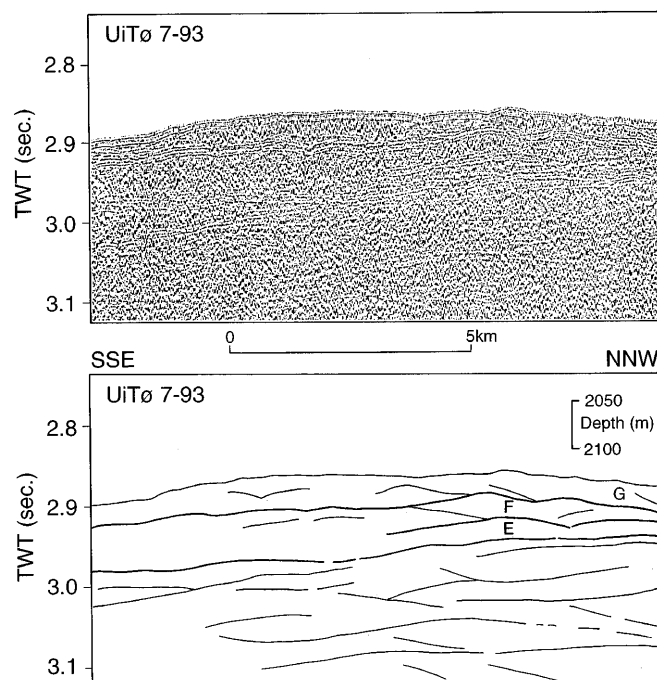 UiTø 7-93
2.8
2.9
3.0
3.1
TWT (sec.)
0 5km
SSE NNW
UiTø 7-93
2050
Depth (m)
2100
2.8
2.9
3.0
3.1
TWT (sec.)
G
F
E